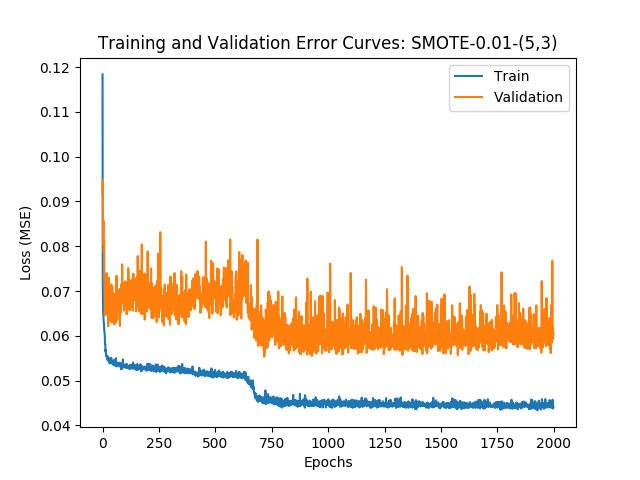 Training and Validation Error Curves: SMOTE-0.01-(5,3)
Train
Validation
0.12
0.11
0.10
0.09
0.08
0.07
0.06
0.05
0.04
Loss (MSE)
0 250 500 750 1000 1250 1500 1750 2000
Epochs